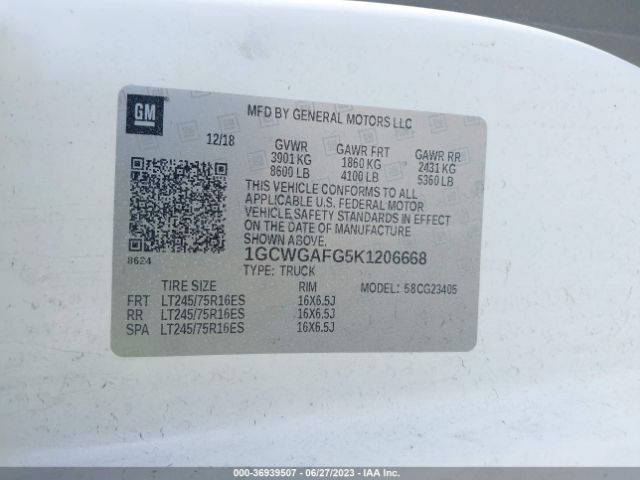 GM
MFD BY GENERAL MOTORS LLC
12/18
GVWR GAWR FRT GAWR RR
3901 KG 1860 KG 2431 KG
8600 LB 4100 LB 5360 LB
THIS VEHICLE CONFORMS TO ALL
APPLICABLE U.S. FEDERAL MOTOR
VEHICLE SAFETY STANDARDS IN EFFECT
ON THE DATE OF MANUFACTURE
SHOWN ABOVE.
8624
1GCWGAFG5K1206668
TYPE: TRUCK
TIRE SIZE RIM MODEL: 58CG23405
FRT LT245/75R16ES 16X6.5J
RR LT245/75R16ES 16X6.5J
SPA LT245/75R16ES 16X6.5J
000-36939507 - 06/27/2023 - IAA Inc.